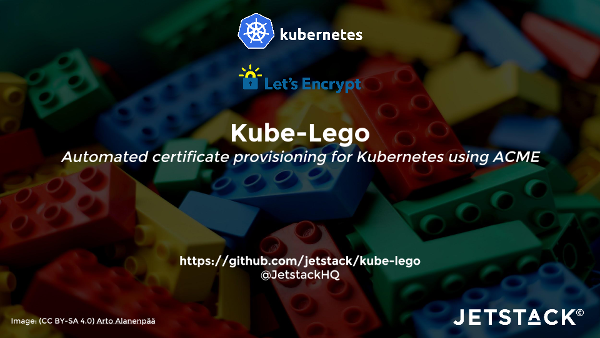 kubernetes
Let's Encrypt
Kube-Lego
Automated certificate provisioning for Kubernetes using ACME
https://github.com/jetstack/kube-lego
@JetstackHQ
Image: (CC BY-SA 4.0) Arto Alanenpää
JETSTACK©